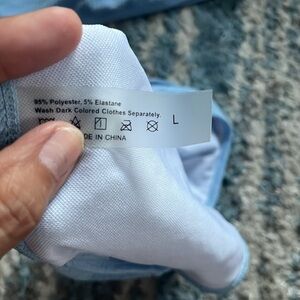 95% Polyester, 5% Elastane
Wash Dark Colored Clothes Separately.
L
DE IN CHINA